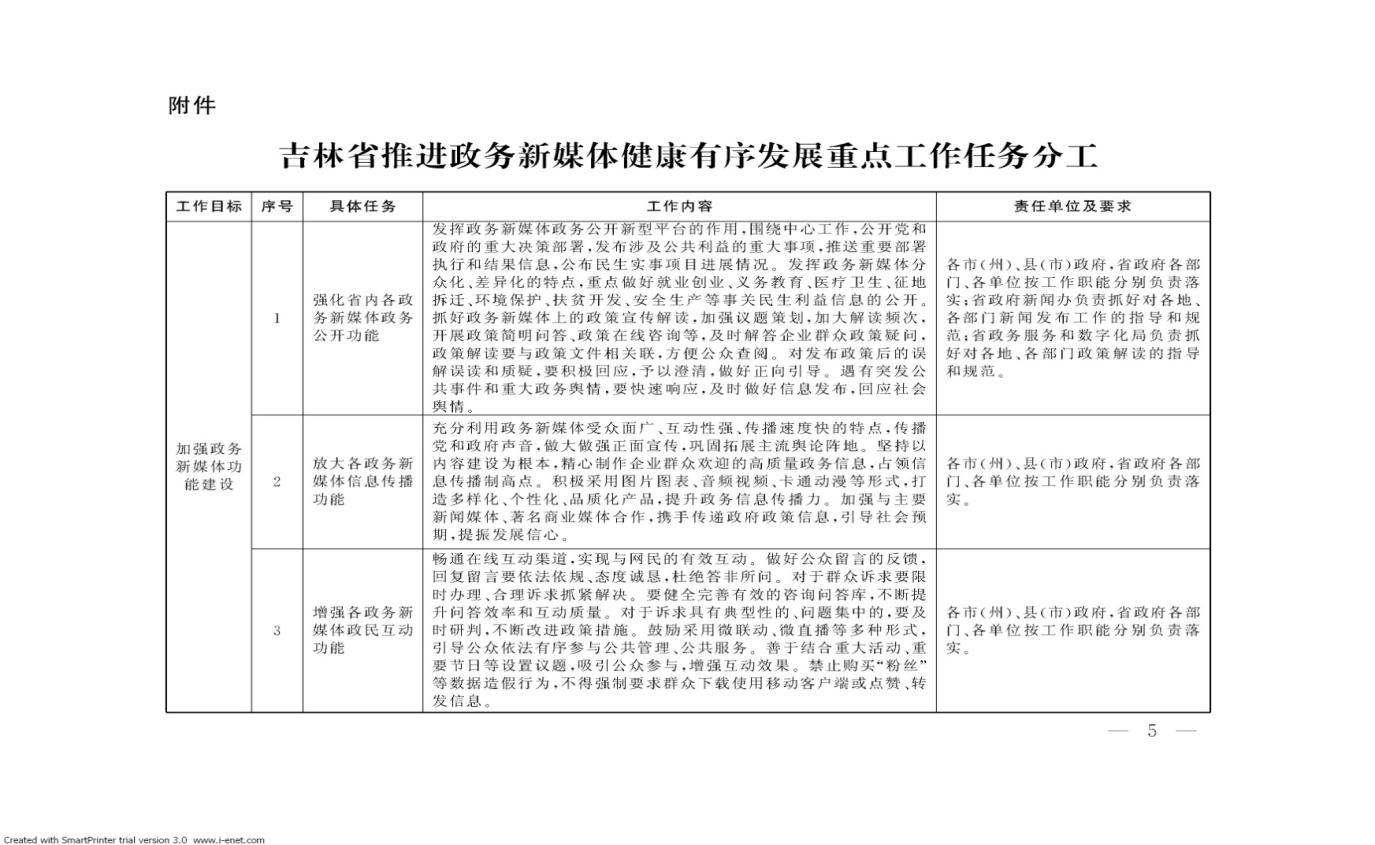 附件
吉林省推进政务新媒体健康有序发展重点工作任务分工
工作目标 序号 具体任务 工作内容 责任单位及要求
加强政务
新媒体功
能建设
1
强化省内各政
务新媒体政务
公开功能
发挥政务新媒体政务公开新型平台的作用,围绕中心工作,公开党和
政府的重大决策部署,发布涉及公共利益的重大事项,推送重要部署
执行和结果信息,公布民生实事项目进展情况。发挥政务新媒体分
众化、差异化的特点,重点做好就业创业、义务教育、医疗卫生、征地
拆迁、环境保护、扶贫开发、安全生产等事关民生利益信息的公开。
抓好政务新媒体上的政策宣传解读,加强议题策划,加大解读频次,
开展政策简明问答、政策在线咨询等,及时解答企业群众政策疑问,
政策解读要与政策文件相关联,方便公众查阅。对发布政策后的误
解误读和质疑,要积极回应,予以澄清,做好正向引导。遇有突发公
共事件和重大政务舆情,要快速响应,及时做好信息发布,回应社会
舆情。
各市(州)、县(市)政府,省政府各部
门、各单位按工作职能分别负责落
实;省政府新闻办负责抓好对各地、
各部门新闻发布工作的指导和规
范;省政务服务和数字化局负责抓
好对各地、各部门政策解读的指导
和规范。
2
放大各政务新
媒体信息传播
功能
充分利用政务新媒体受众面广、互动性强、传播速度快的特点,传播
党和政府声音,做大做强正面宣传,巩固拓展主流舆论阵地。坚持以
内容建设为根本,精心制作企业群众欢迎的高质量政务信息,占领信
息传播制高点。积极采用图片图表、音频视频、卡通动漫等形式,打
造多样化、个性化、品质化产品,提升政务信息传播力。加强与主要
新闻媒体、著名商业媒体合作,携手传递政府政策信息,引导社会预
期,提振发展信心。
各市(州)、县(市)政府,省政府各部
门、各单位按工作职能分别负责落
实。
3
增强各政务新
媒体政民互动
功能
畅通在线互动渠道,实现与网民的有效互动。做好公众留言的反馈,
回复留言要依法依规、态度诚恳,杜绝答非所问。对于群众诉求要限
时办理、合理诉求抓紧解决。要健全完善有效的咨询问答库,不断提
升问答效率和互动质量。对于诉求具有典型性的、问题集中的,要及
时研判,不断改进政策措施。鼓励采用微联动、微直播等多种形式,
引导公众依法有序参与公共管理、公共服务。善于结合重大活动、重
要节日等设置议题,吸引公众参与,增强互动效果。禁止购买“粉丝”
等数据造假行为,不得强制要求群众下载使用移动客户端或点赞、转
发信息。
各市(州)、县(市)政府,省政府各部
门、各单位按工作职能分别负责落
实。
— 5 —
Created with SmartPrinter trial version 3.0 www.i-enet.com